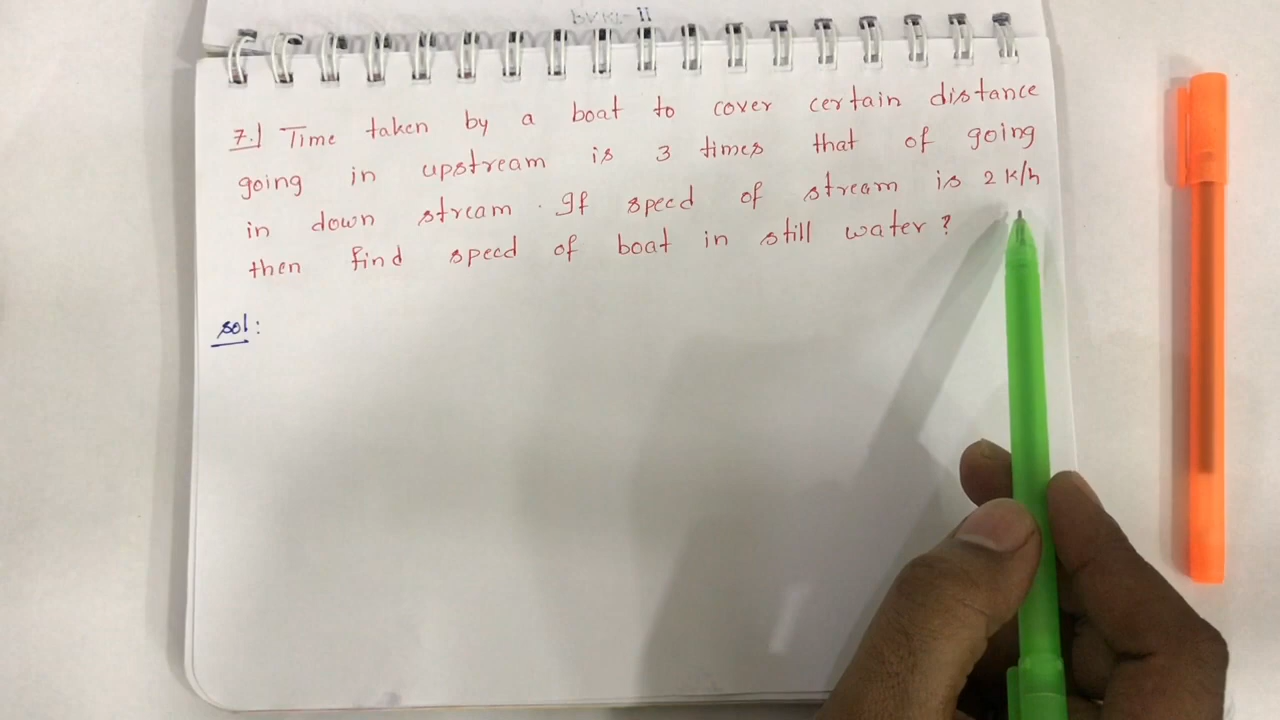 7.) Time taken by a boat to cover certain distance
going in upstream is 3 times that of going
in down stream. If speed of stream is 2 k/h
then find speed of boat in still water?
sol: